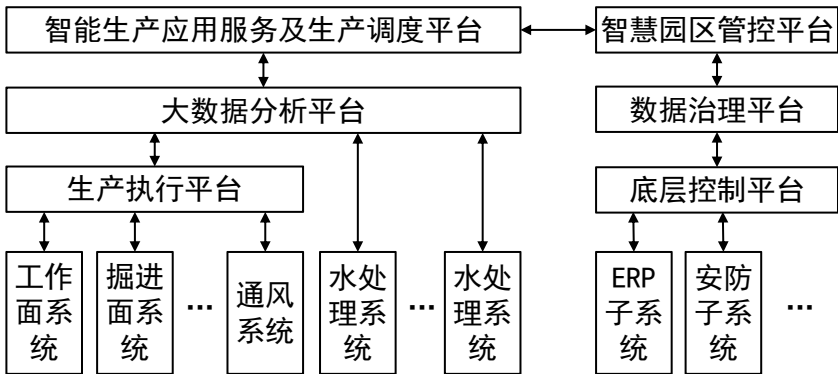 智能生产应用服务及生产调度平台
智慧园区管控平台
大数据分析平台
数据治理平台
生产执行平台
底层控制平台
工作
面系
统
掘进
面系
统
...
通风
系统
水处
理系
统
...
水处
理系
统
ERP
子系
统
安防
子系
统
...